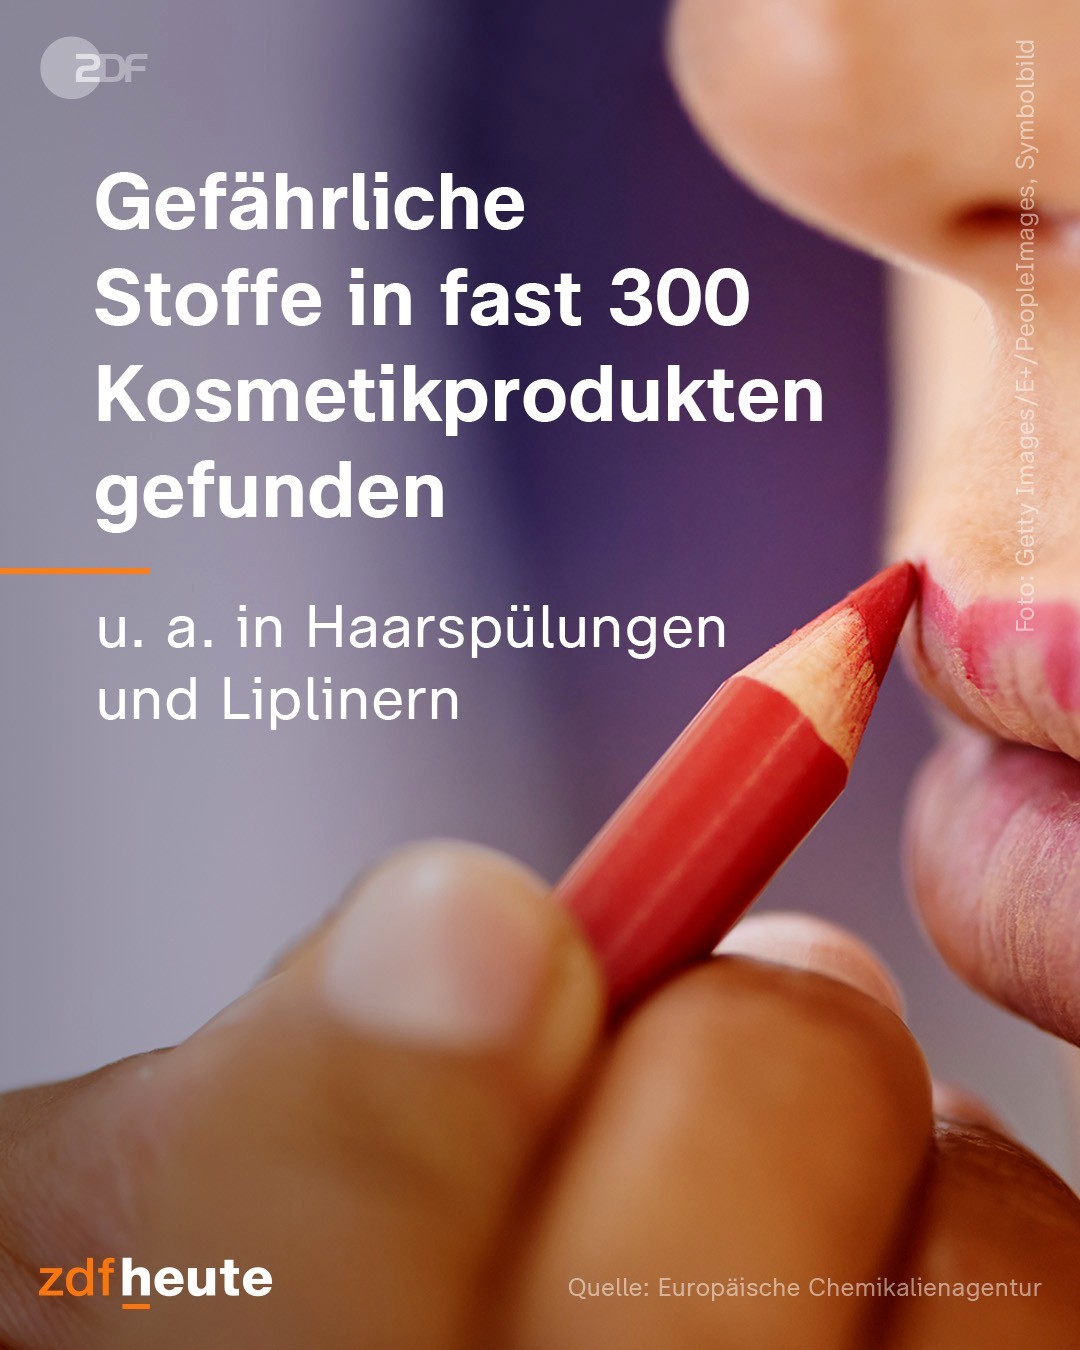 ZDF
Gefährliche
Stoffe in fast 300
Kosmetikprodukten
gefunden
u. a. in Haarspülungen
und Liplinern
Foto: Getty Images/E+/PeopleImages, Symbolbild
zdfheute
Quelle: Europäische Chemikalienagentur